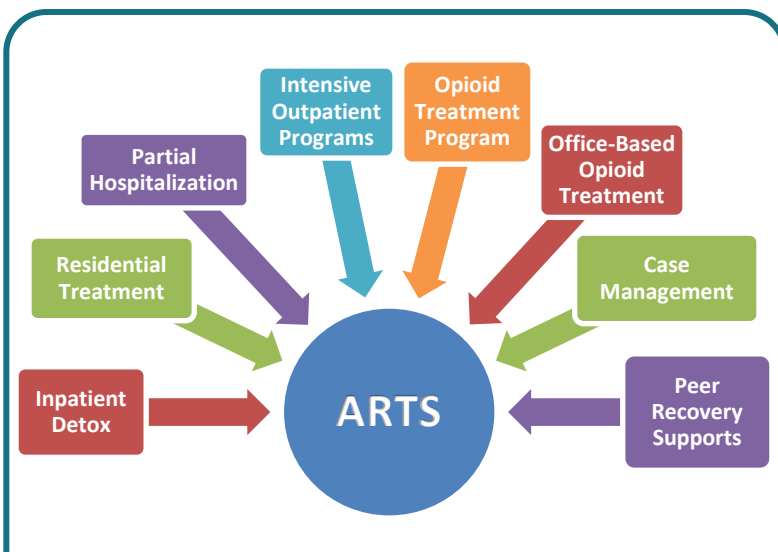 Intensive
Outpatient
Programs
Opioid
Treatment
Program
Partial
Hospitalization
Office-Based
Opioid
Treatment
Residential
Treatment
Case
Management
Inpatient
Detox
ARTS
Peer
Recovery
Supports